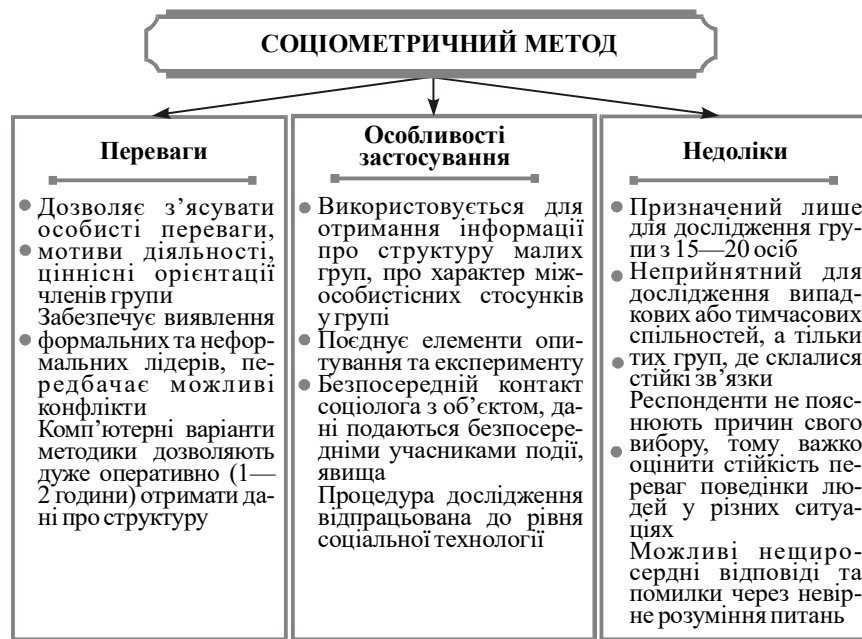 СОЦІОМЕТРИЧНИЙ МЕТОД
Переваги
Дозволяє з’ясувати
особисті переваги,
мотиви діяльності,
ціннісні орієнтації
членів групи
Забезпечує виявлення
формальних та нефор-
мальних лідерів, пе-
редбачає можливі
конфлікти
Комп’ютерні варіанти
методики дозволяють
дуже оперативно (1—
2 години) отримати да-
ні про структуру
Особливості
застосування
Використовується для
отримання інформації
про структуру малих
груп, про характер між-
особистісних стосунків
у групі
Поєднує елементи опи-
тування та експерименту
Безпосередній контакт
соціолога з об’єктом, да-
ні подаються безпосере-
дніми учасниками події,
явища
Процедура дослідження
відпрацьована до рівня
соціальної технології
Недоліки
Призначений лише
для дослідження гру-
пи з 15—20 осіб
Неприйнятний для
дослідження випад-
кових або тимчасових
спільностей, а тільки
тих груп, де склалися
стійкі зв’язки
Респонденти не пояс-
нюють причин свого
вибору, тому важко
оцінити стійкість пе-
реваг поведінки лю-
дей у різних ситуа-
ціях
Можливі нещиро-
сердні відповіді та
помилки через невір-
не розуміння питань